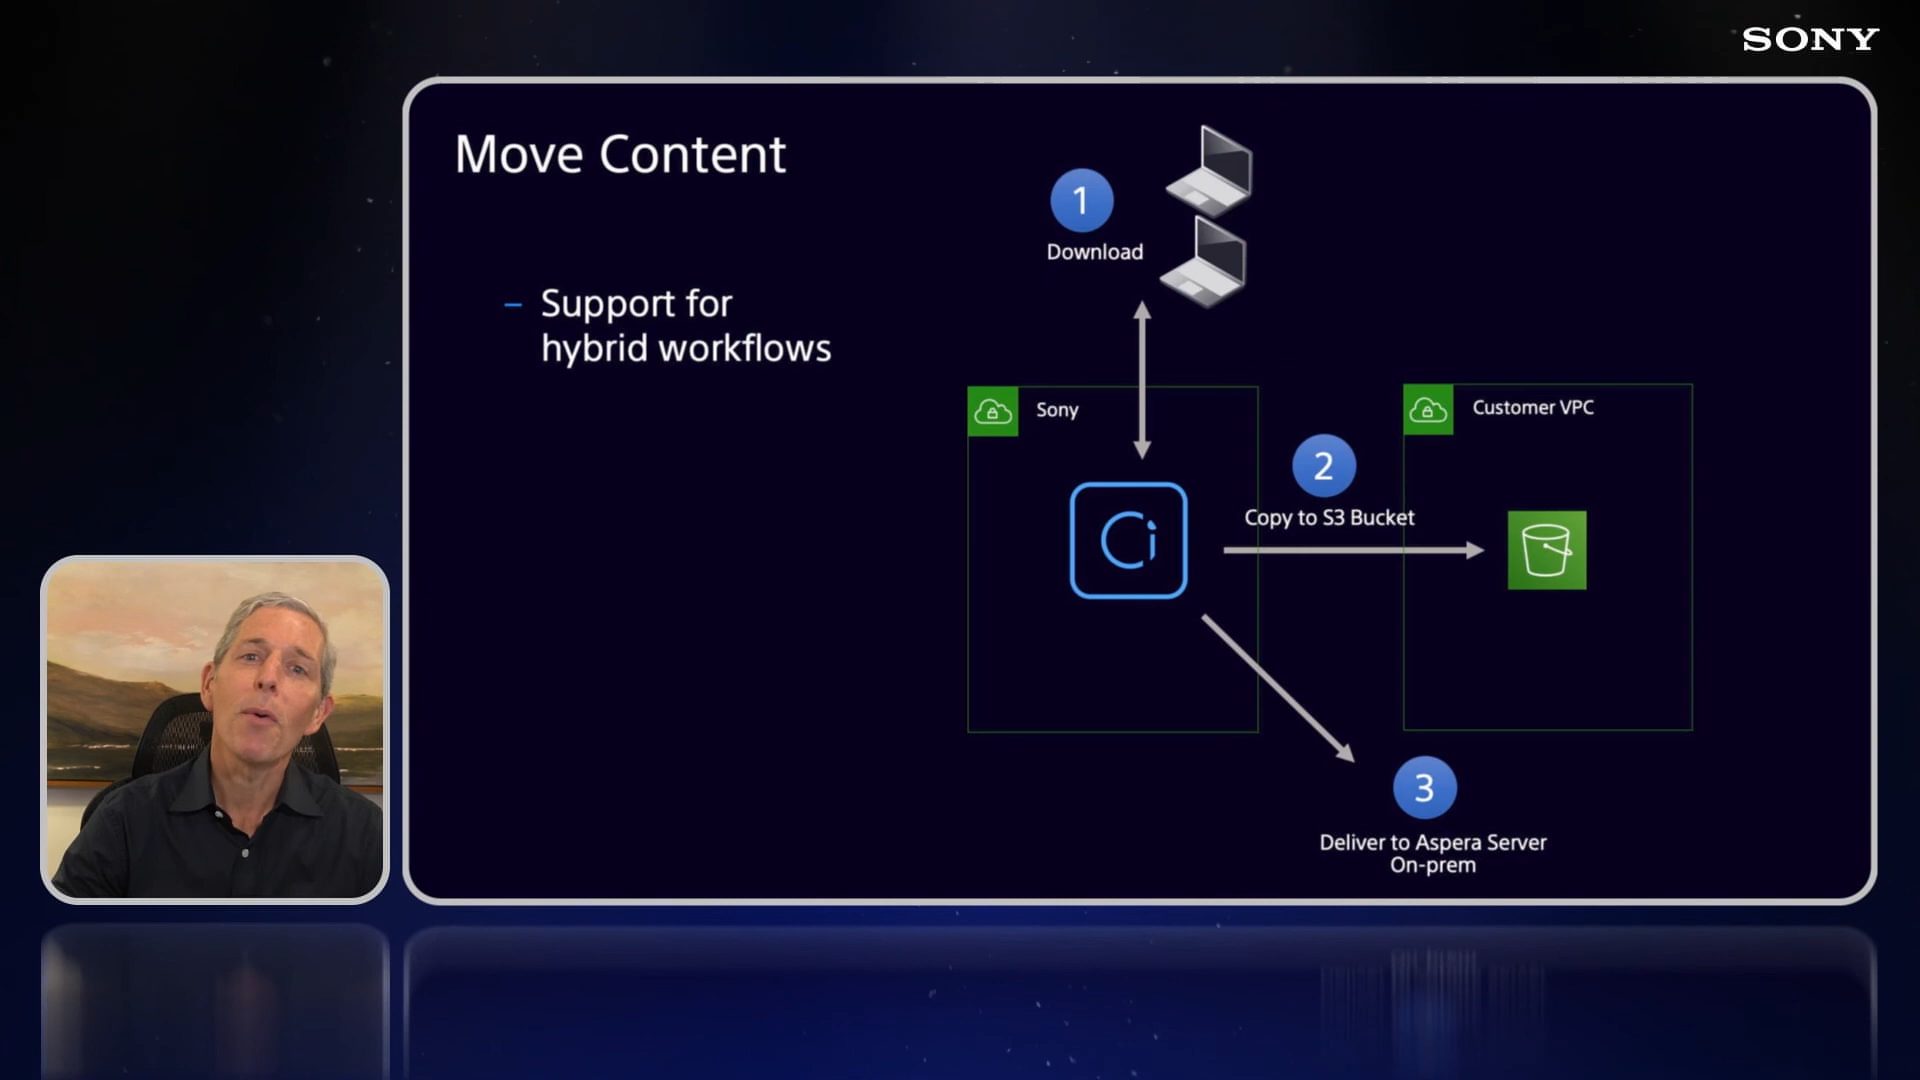 SONY
Move Content
– Support for
hybrid workflows
1
Download
Sony
Customer VPC
2
Copy to S3 Bucket
Ci
3
Deliver to Aspera Server
On-prem